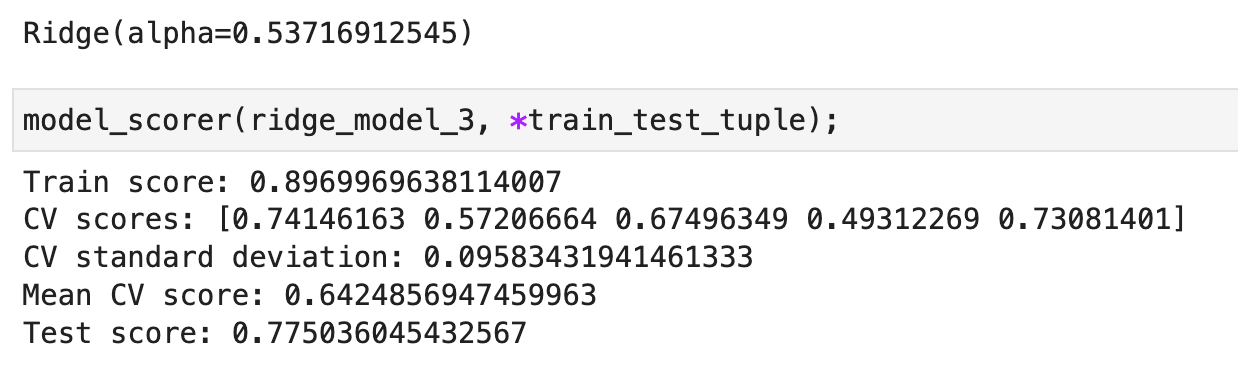 Ridge(alpha=0.53716912545)
model_scorer(ridge_model_3, *train_test_tuple);
Train score: 0.8969969638114007
CV scores: [0.74146163 0.57206664 0.67496349 0.49312269 0.73081401]
CV standard deviation: 0.09583431941461333
Mean CV score: 0.6424856947459963
Test score: 0.775036045432567